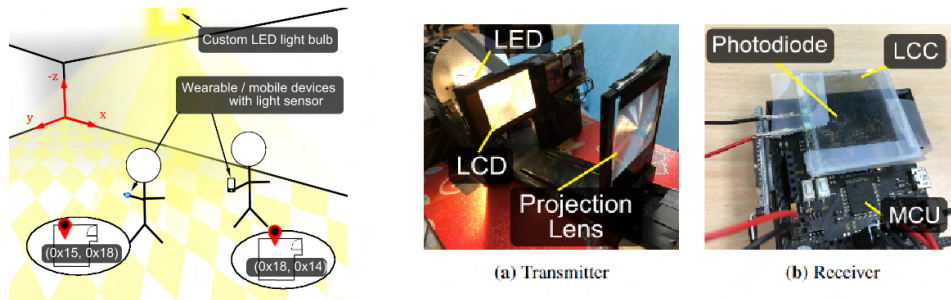 Custom LED light bulb
-z
Wearable / mobile devices
with light sensor
y
x
(0x15, 0x18)
(0x18, 0x14)
LED
LCD
Projection
Lens
(a) Transmitter
Photodiode
LCC
MCU
(b) Receiver